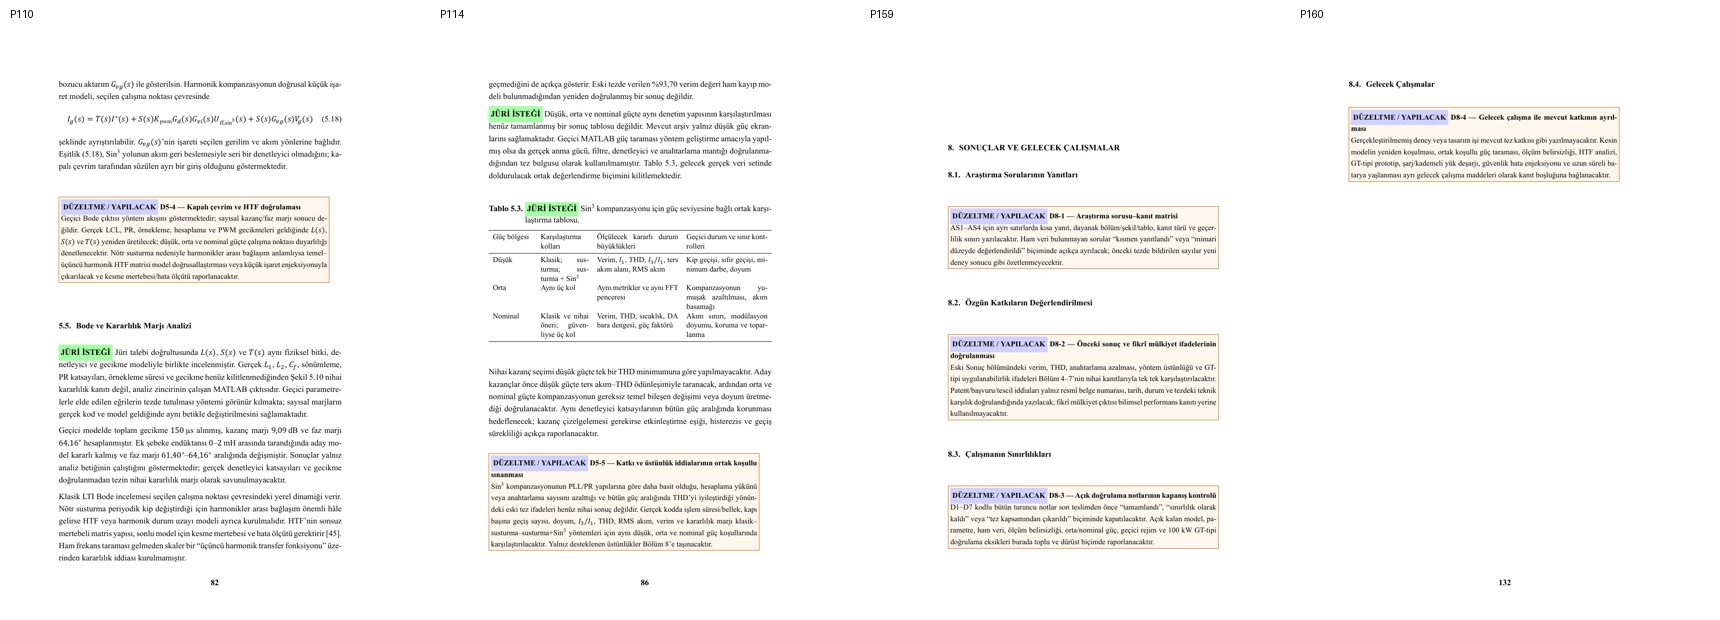 P110
bozucu aktarım G_vg(s) ile gösterilsin. Harmonik kompanzasyonun doğrusal küçük işa-
ret modeli, seçilen çalışma noktası çevresinde
I_g(s) = T(s)I*(s) + S(s)K_pwm G_d(s)G_vi(s)U_ff,sin³(s) + S(s)G_vg(s)V_g(s) (5.18)
şeklinde ayrıştırılabilir. G_vg(s)'nin işareti seçilen gerilim ve akım yönlerine bağlıdır.
Eşitlik (5.18), Sin³ yolunun akım geri beslemesiyle seri bir denetleyici olmadığını; ka-
palı çevrim tarafından süzülen ayrı bir giriş olduğunu göstermektedir.
DÜZELTME / YAPILACAK D5-4 — Kapalı çevrim ve HTF doğrulaması
Geçici Bode çıktısı yöntem akışını göstermektedir; sayısal kazanç/faz marjı sonucu de-
ğildir. Gerçek LCL, PR, örnekleme, hesaplama ve PWM gecikmeleri geldiğinde L(s),
S(s) ve T(s) yeniden üretilecek; düşük, orta ve nominal güçte çalışma noktası duyarlılığı
denetlenecektir. Nötr susturma nedeniyle harmonikler arası bağlaşım anlamlıysa temel–
üçüncü harmonik HTF matrisi model doğrusallaştırması veya küçük işaret enjeksiyonuyla
çıkarılacak ve kesme mertebesi/hata ölçütü raporlanacaktır.
5.5. Bode ve Kararlılık Marjı Analizi
JÜRİ İSTEĞİ Jüri talebi doğrultusunda L(s), S(s) ve T(s) aynı fiziksel bitki, de-
netleyici ve gecikme modeliyle birlikte incelenmiştir. Gerçek L₁, L₂, C_f, sönümleme,
PR katsayıları, örnekleme süresi ve gecikme henüz kilitlenmediğinden Şekil 5.10 nihai
kararlılık kanıtı değil, analiz zincirinin çalışan MATLAB çıktısıdır. Geçici parametre-
lerle elde edilen eğrilerin tezde tutulması yöntemi görünür kılmakta; sayısal marjların
gerçek kod ve model geldiğinde aynı betikle değiştirilmesini sağlamaktadır.
Geçici modelde toplam gecikme 150 µs alınmış, kazanç marjı 9,09 dB ve faz marjı
64,16° hesaplanmıştır. Ek şebeke endüktansı 0–2 mH arasında tarandığında aday mo-
del kararlı kalmış ve faz marjı 61,40°–64,16° aralığında değişmiştir. Sonuçlar yalnız
analiz betiğinin çalıştığını göstermektedir; gerçek denetleyici katsayıları ve gecikme
doğrulanmadan tezin nihai kararlılık marjı olarak savunulmayacaktır.
Klasik LTI Bode incelemesi seçilen çalışma noktası çevresindeki yerel dinamiği verir.
Nötr susturma periyodik kip değiştirdiği için harmonikler arası bağlaşım önemli hâle
gelirse HTF veya harmonik durum uzayı modeli ayrıca kurulmalıdır. HTF'nin sonsuz
mertebeli matris yapısı, sonlu model için kesme mertebesi ve hata ölçütü gerektirir [45].
Ham frekans taraması gelmeden skaler bir “üçüncü harmonik transfer fonksiyonu” üze-
rinden kararlılık iddiası kurulmamıştır.
82
P114
geçmediğini de açıkça gösterir. Eski tezde verilen %93,70 verim değeri ham kayıp mo-
deli bulunmadığından yeniden doğrulanmış bir sonuç değildir.
JÜRİ İSTEĞİ Düşük, orta ve nominal güçte aynı denetim yapısının karşılaştırılması
henüz tamamlanmış bir sonuç tablosu değildir. Mevcut arşiv yalnız düşük güç ekran-
larını sağlamaktadır. Geçici MATLAB güç taraması yöntem geliştirme amacıyla yapıl-
mış olsa da gerçek anma gücü, filtre, denetleyici ve anahtarlama mantığı doğrulanma-
dığından tez bulgusu olarak kullanılmamıştır. Tablo 5.3, gelecek gerçek veri setinde
doldurulacak ortak değerlendirme biçimini kilitlemektedir.
Tablo 5.3. JÜRİ İSTEĞİ Sin³ kompanzasyonu için güç seviyesine bağlı ortak karşı-
laştırma tablosu.
Güç bölgesi Karşılaştırma Ölçülecek kararlı durum Geçici durum ve sınır kont-
kolları büyüklükleri rolleri
Düşük Klasik; sus- Verim, I₁, THD, I₃/I₁, ters Kip geçişi, sıfır geçişi, mi-
turma; sus- akım alanı, RMS akım nimum darbe, doyum
turma + Sin³
Orta Aynı üç kol Aynı metrikler ve aynı FFT Kompanzasyonun yu-
penceresi muşak azaltılması, akım
basamağı
Nominal Klasik ve nihai Verim, THD, sıcaklık, DA Akım sınırı, modülasyon
öneri; güven- bara dengesi, güç faktörü doyumu, koruma ve topar-
liyse üç kol lanma
Nihai kazanç seçimi düşük güçte tek bir THD minimumuna göre yapılmayacaktır. Aday
kazançlar önce düşük güçte ters akım–THD ödünleşimiyle taranacak, ardından orta ve
nominal güçte kompanzasyonun gereksiz temel bileşen değişimi veya doyum üretme-
diği doğrulanacaktır. Aynı denetleyici katsayılarının bütün güç aralığında korunması
hedeflenecek; kazanç çizelgelemesi gerekirse etkinleştirme eşiği, histerezis ve geçiş
sürekliliği açıkça raporlanacaktır.
DÜZELTME / YAPILACAK D5-5 — Katkı ve üstünlük iddialarının ortak koşullu
sınanması
Sin³ kompanzasyonunun PLL/PR yapılarına göre daha basit olduğu, hesaplama yükünü
veya anahtarlama sayısını azalttığı ve bütün güç aralığında THD'yi iyileştirdiği yönün-
deki eski tez ifadeleri henüz nihai sonuç değildir. Gerçek kodda işlem süresi/bellek, kapı
başına geçiş sayısı, doyum, I₃/I₁, THD, RMS akım, verim ve kararlılık marjı klasik–
susturma–susturma+Sin³ yöntemleri için aynı düşük, orta ve nominal güç koşullarında
karşılaştırılacaktır. Yalnız desteklenen üstünlükler Bölüm 8'e taşınacaktır.
86
P159
8. SONUÇLAR VE GELECEK ÇALIŞMALAR
8.1. Araştırma Sorularının Yanıtları
DÜZELTME / YAPILACAK D8-1 — Araştırma sorusu–kanıt matrisi
AS1–AS4 için ayrı satırlarda kısa yanıt, dayanak bölüm/şekil/tablo, kanıt türü ve geçer-
lilik sınırı yazılacaktır. Ham veri bulunmayan sorular “kısmen yanıtlandı” veya “mimari
düzeyde değerlendirildi” biçiminde açıkça ayrılacak; önceki tezde bildirilen sayılar yeni
deney sonucu gibi özetlenmeyecektir.
8.2. Özgün Katkıların Değerlendirilmesi
DÜZELTME / YAPILACAK D8-2 — Önceki sonuç ve fikrî mülkiyet ifadelerinin
doğrulanması
Eski Sonuç bölümündeki verim, THD, anahtarlama azalması, yöntem üstünlüğü ve GT-
tipi uygulanabilirlik ifadeleri Bölüm 4–7'nin nihai kanıtlarıyla tek tek karşılaştırılacaktır.
Patent/başvuru/tescil iddiaları yalnız resmî belge numarası, tarih, durum ve tezdeki teknik
karşılık doğrulandığında yazılacak; fikrî mülkiyet çıktısı bilimsel performans kanıtı yerine
kullanılmayacaktır.
8.3. Çalışmanın Sınırlılıkları
DÜZELTME / YAPILACAK D8-3 — Açık doğrulama notlarının kapanış kontrolü
D1–D7 kodlu bütün turuncu notlar son teslimden önce “tamamlandı”, “sınırlılık olarak
kaldı” veya “tez kapsamından çıkarıldı” biçiminde kapatılacaktır. Açık kalan model, pa-
rametre, ham veri, ölçüm belirsizliği, orta/nominal güç, geçici rejim ve 100 kW GT-tipi
doğrulama eksikleri burada toplu ve dürüst biçimde raporlanacaktır.
P160
8.4. Gelecek Çalışmalar
DÜZELTME / YAPILACAK D8-4 — Gelecek çalışma ile mevcut katkının ayrıl-
ması
Gerçekleştirilmemiş deney veya tasarım işi mevcut tez katkısı gibi yazılmayacaktır. Kesin
modelin yeniden koşulması, ortak koşullu güç taraması, ölçüm belirsizliği, HTF analizi,
GT-tipi prototip, şarj/kademeli yük deşarjı, güvenlik hata enjeksiyonu ve uzun süreli ba-
tarya yaşlanması ayrı gelecek çalışma maddeleri olarak kanıt boşluğuna bağlanacaktır.
132